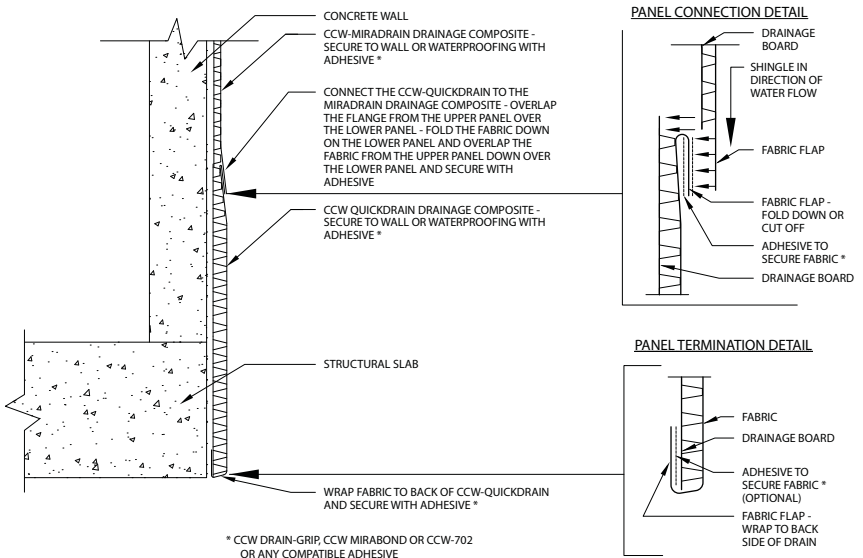 CONCRETE WALL
CCW-MIRADRAIN DRAINAGE COMPOSITE -
SECURE TO WALL OR WATERPROOFING WITH
ADHESIVE *
CONNECT THE CCW-QUICKDRAIN TO THE
MIRADRAIN DRAINAGE COMPOSITE - OVERLAP
THE FLANGE FROM THE UPPER PANEL OVER
THE LOWER PANEL - FOLD THE FABRIC DOWN
ON THE LOWER PANEL AND OVERLAP THE
FABRIC FROM THE UPPER PANEL DOWN OVER
THE LOWER PANEL AND SECURE WITH
ADHESIVE
CCW QUICKDRAIN DRAINAGE COMPOSITE -
SECURE TO WALL OR WATERPROOFING WITH
ADHESIVE *
STRUCTURAL SLAB
WRAP FABRIC TO BACK OF CCW-QUICKDRAIN
AND SECURE WITH ADHESIVE *
* CCW DRAIN-GRIP, CCW MIRABOND OR CCW-702
OR ANY COMPATIBLE ADHESIVE
PANEL CONNECTION DETAIL
DRAINAGE
BOARD
SHINGLE IN
DIRECTION OF
WATER FLOW
FABRIC FLAP
FABRIC FLAP -
FOLD DOWN OR
CUT OFF
ADHESIVE TO
SECURE FABRIC *
DRAINAGE BOARD
PANEL TERMINATION DETAIL
FABRIC
DRAINAGE BOARD
ADHESIVE TO
SECURE FABRIC *
(OPTIONAL)
FABRIC FLAP -
WRAP TO BACK
SIDE OF DRAIN